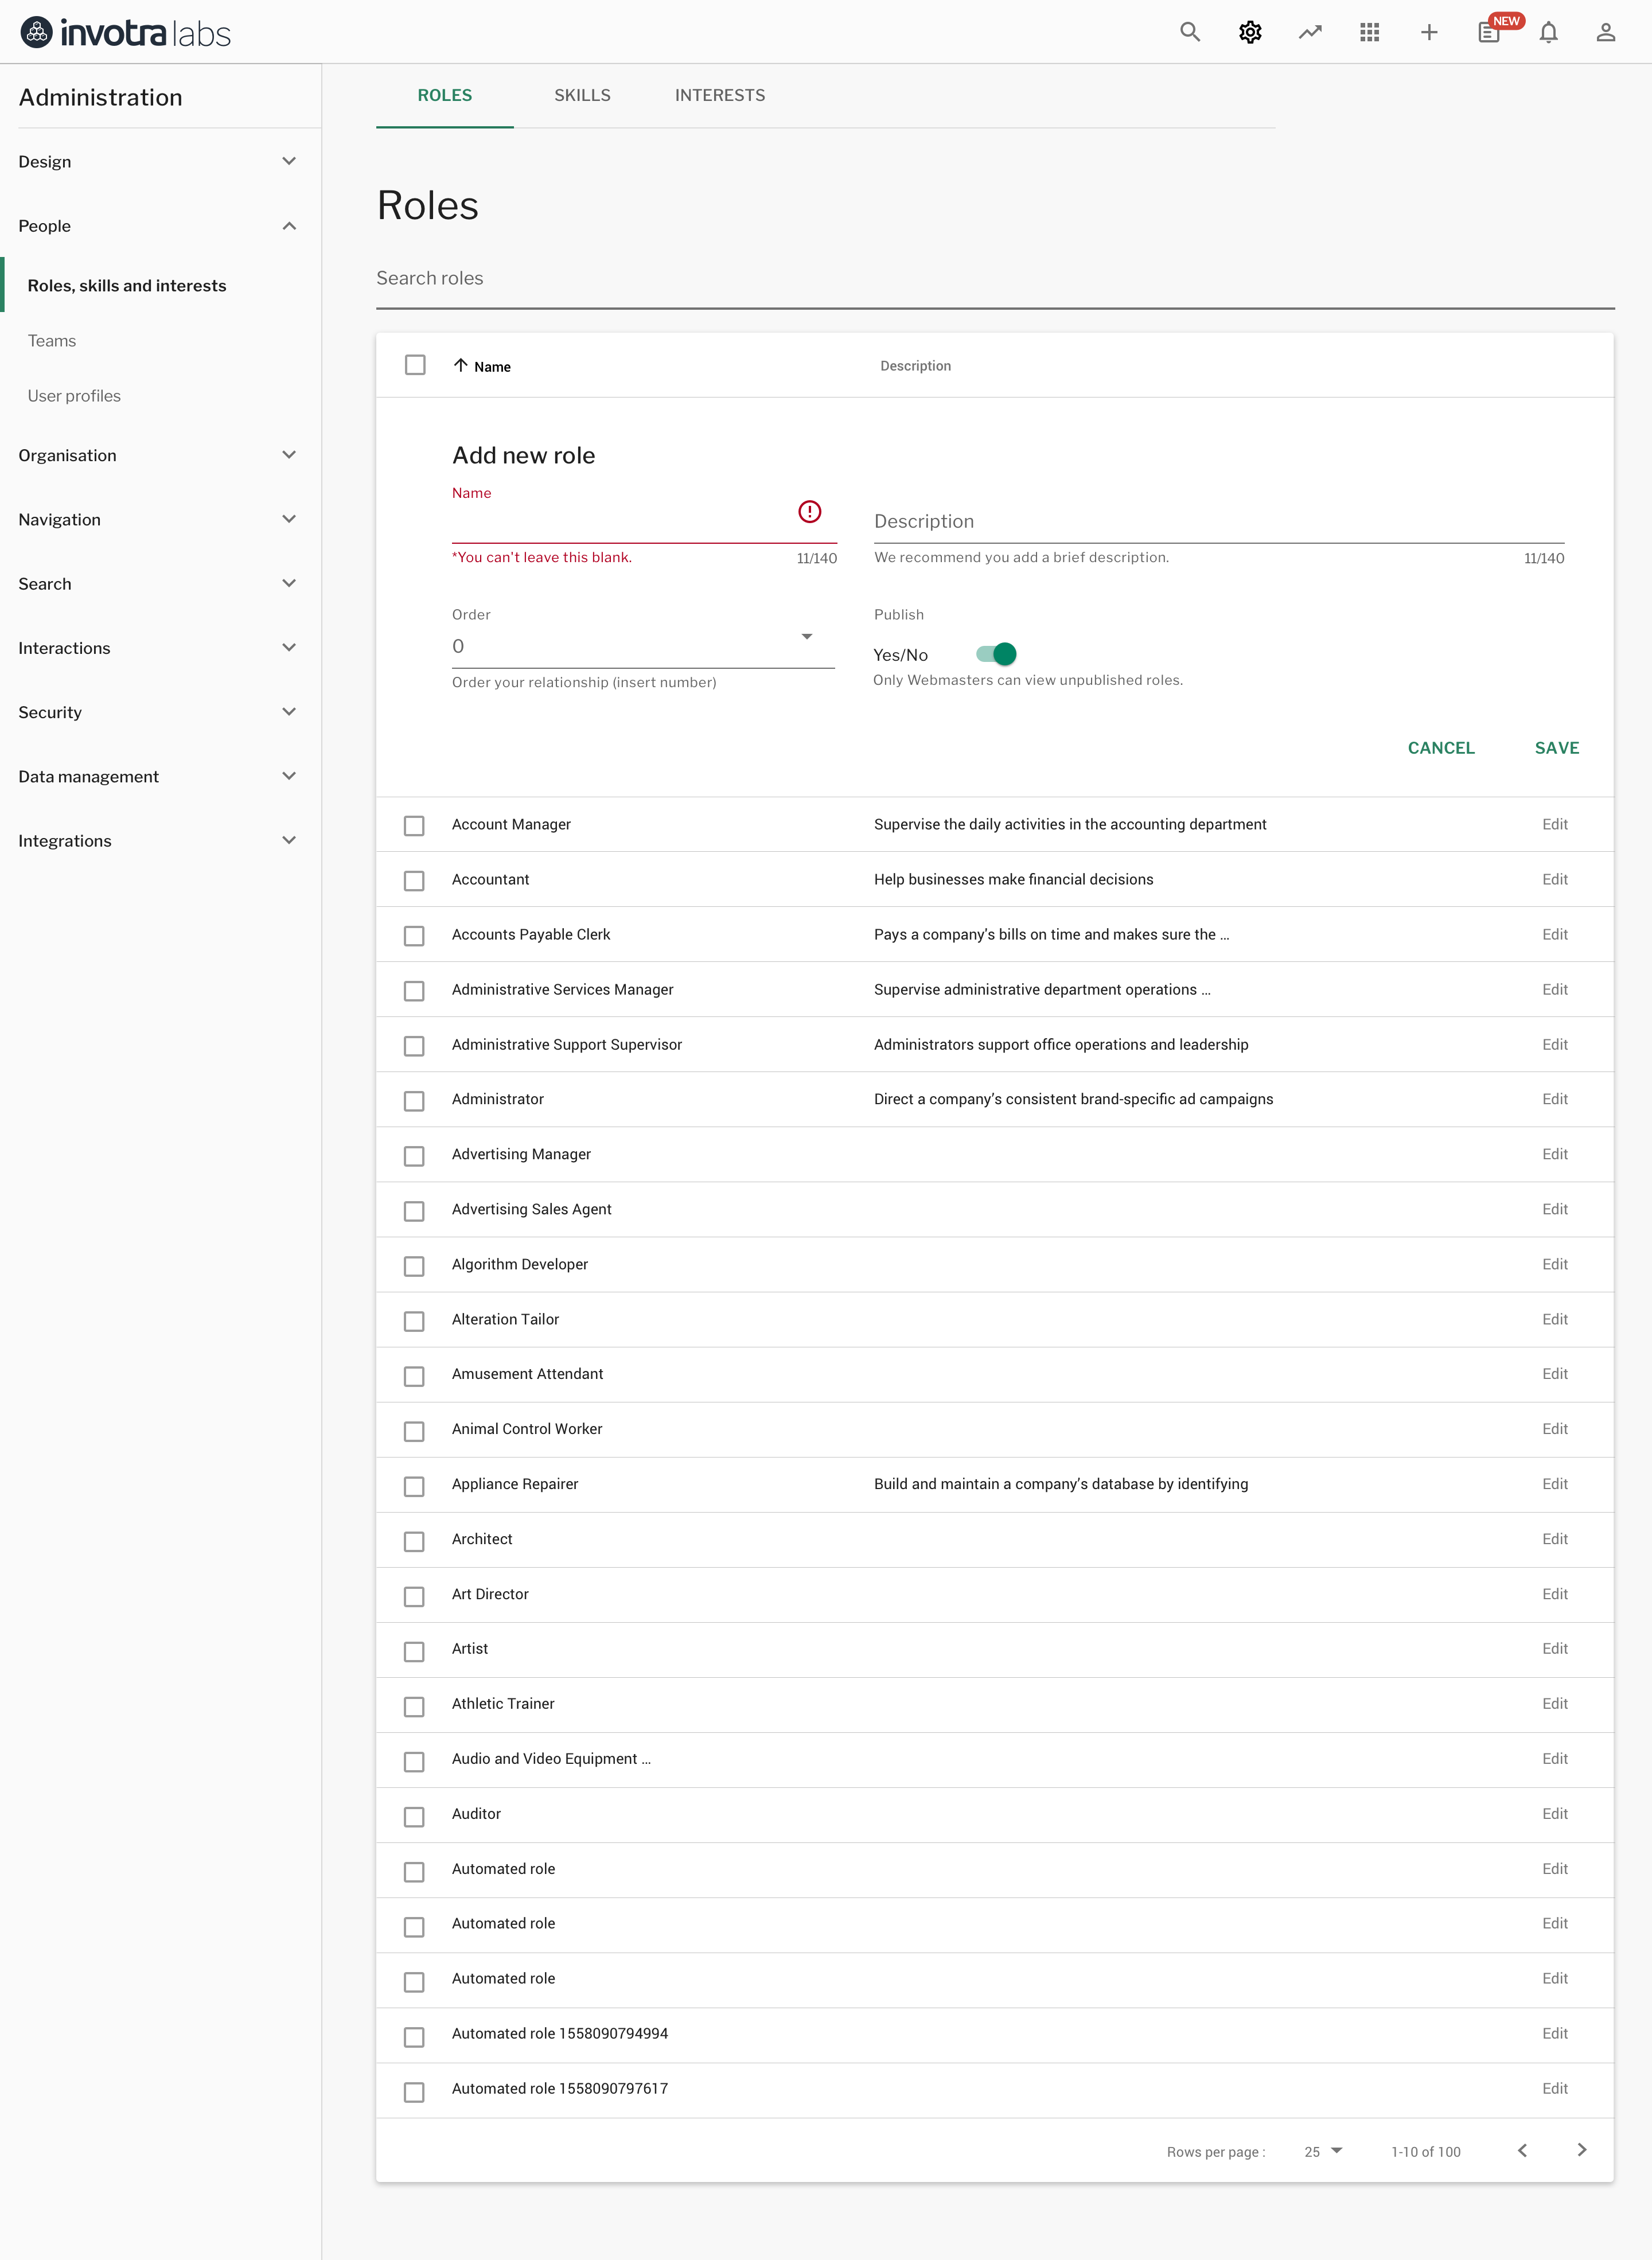 invotra labs
NEW
Administration
ROLES SKILLS INTERESTS
Design
People
Roles, skills and interests
Teams
User profiles
Organisation
Navigation
Search
Interactions
Security
Data management
Integrations
Roles
Search roles
Name Description
Add new role
Name
Description
*You can't leave this blank. 11/140
We recommend you add a brief description. 11/140
Order
0
Order your relationship (insert number)
Publish
Yes/No
Only Webmasters can view unpublished roles.
CANCEL SAVE
Account Manager Supervise the daily activities in the accounting department Edit
Accountant Help businesses make financial decisions Edit
Accounts Payable Clerk Pays a company's bills on time and makes sure the ... Edit
Administrative Services Manager Supervise administrative department operations ... Edit
Administrative Support Supervisor Administrators support office operations and leadership Edit
Administrator Direct a company's consistent brand-specific ad campaigns Edit
Advertising Manager Edit
Advertising Sales Agent Edit
Algorithm Developer Edit
Alteration Tailor Edit
Amusement Attendant Edit
Animal Control Worker Edit
Appliance Repairer Build and maintain a company's database by identifying Edit
Architect Edit
Art Director Edit
Artist Edit
Athletic Trainer Edit
Audio and Video Equipment ... Edit
Auditor Edit
Automated role Edit
Automated role Edit
Automated role Edit
Automated role 1558090794994 Edit
Automated role 1558090797617 Edit
Rows per page : 25 1-10 of 100